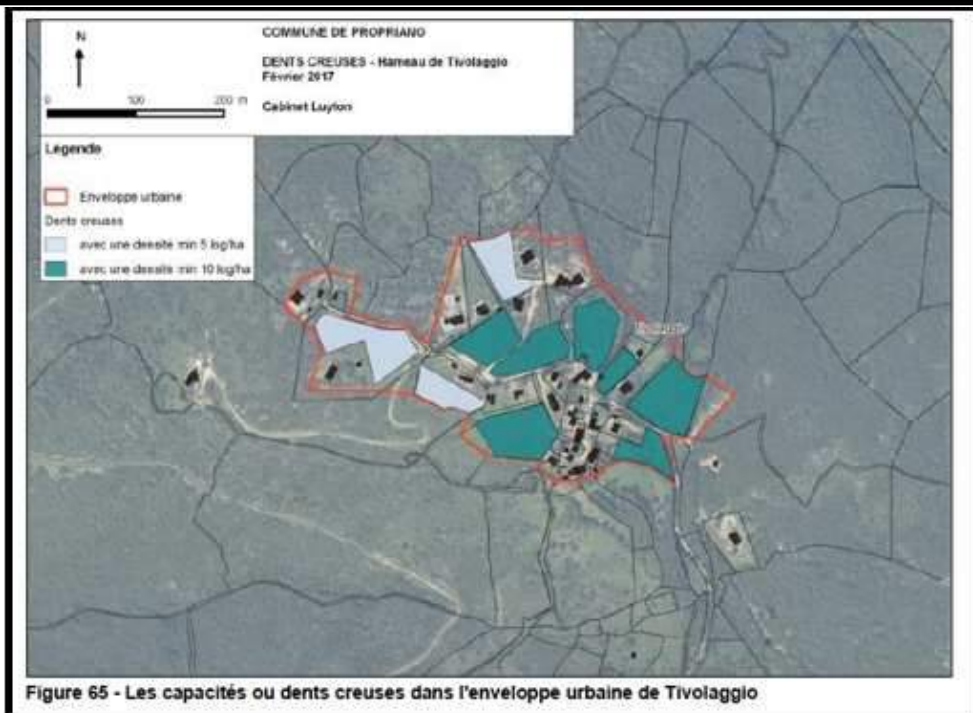 N
COMMUNE DE PROPRIANO
DENTS CREUSES - Hameau de Tivolaggio
Février 2017
Cabinet Luyton
0 100 200 m
Légende
Enveloppe urbaine
Dents creuses
avec une densité min 5 log/ha
avec une densité min 10 log/ha
Figure 65 - Les capacités ou dents creuses dans l'enveloppe urbaine de Tivolaggio